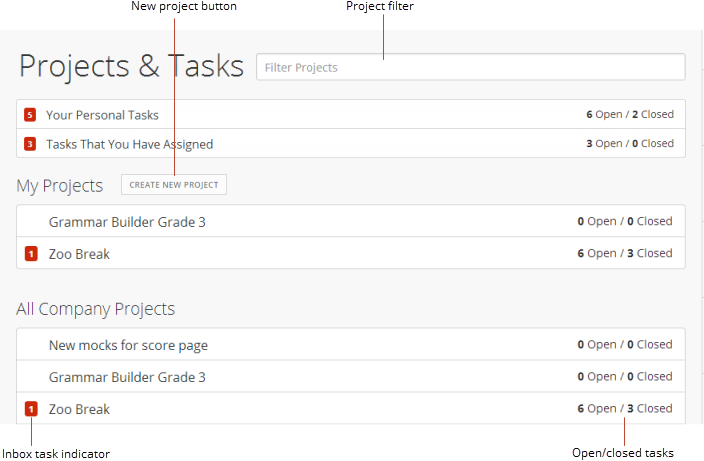 New project button
Project filter
Projects & Tasks
Filter Projects
5 Your Personal Tasks 6 Open / 2 Closed
3 Tasks That You Have Assigned 3 Open / 0 Closed
My Projects CREATE NEW PROJECT
Grammar Builder Grade 3 0 Open / 0 Closed
1 Zoo Break 6 Open / 3 Closed
All Company Projects
New mocks for score page 0 Open / 0 Closed
Grammar Builder Grade 3 0 Open / 0 Closed
1 Zoo Break 6 Open / 3 Closed
Inbox task indicator
Open/closed tasks